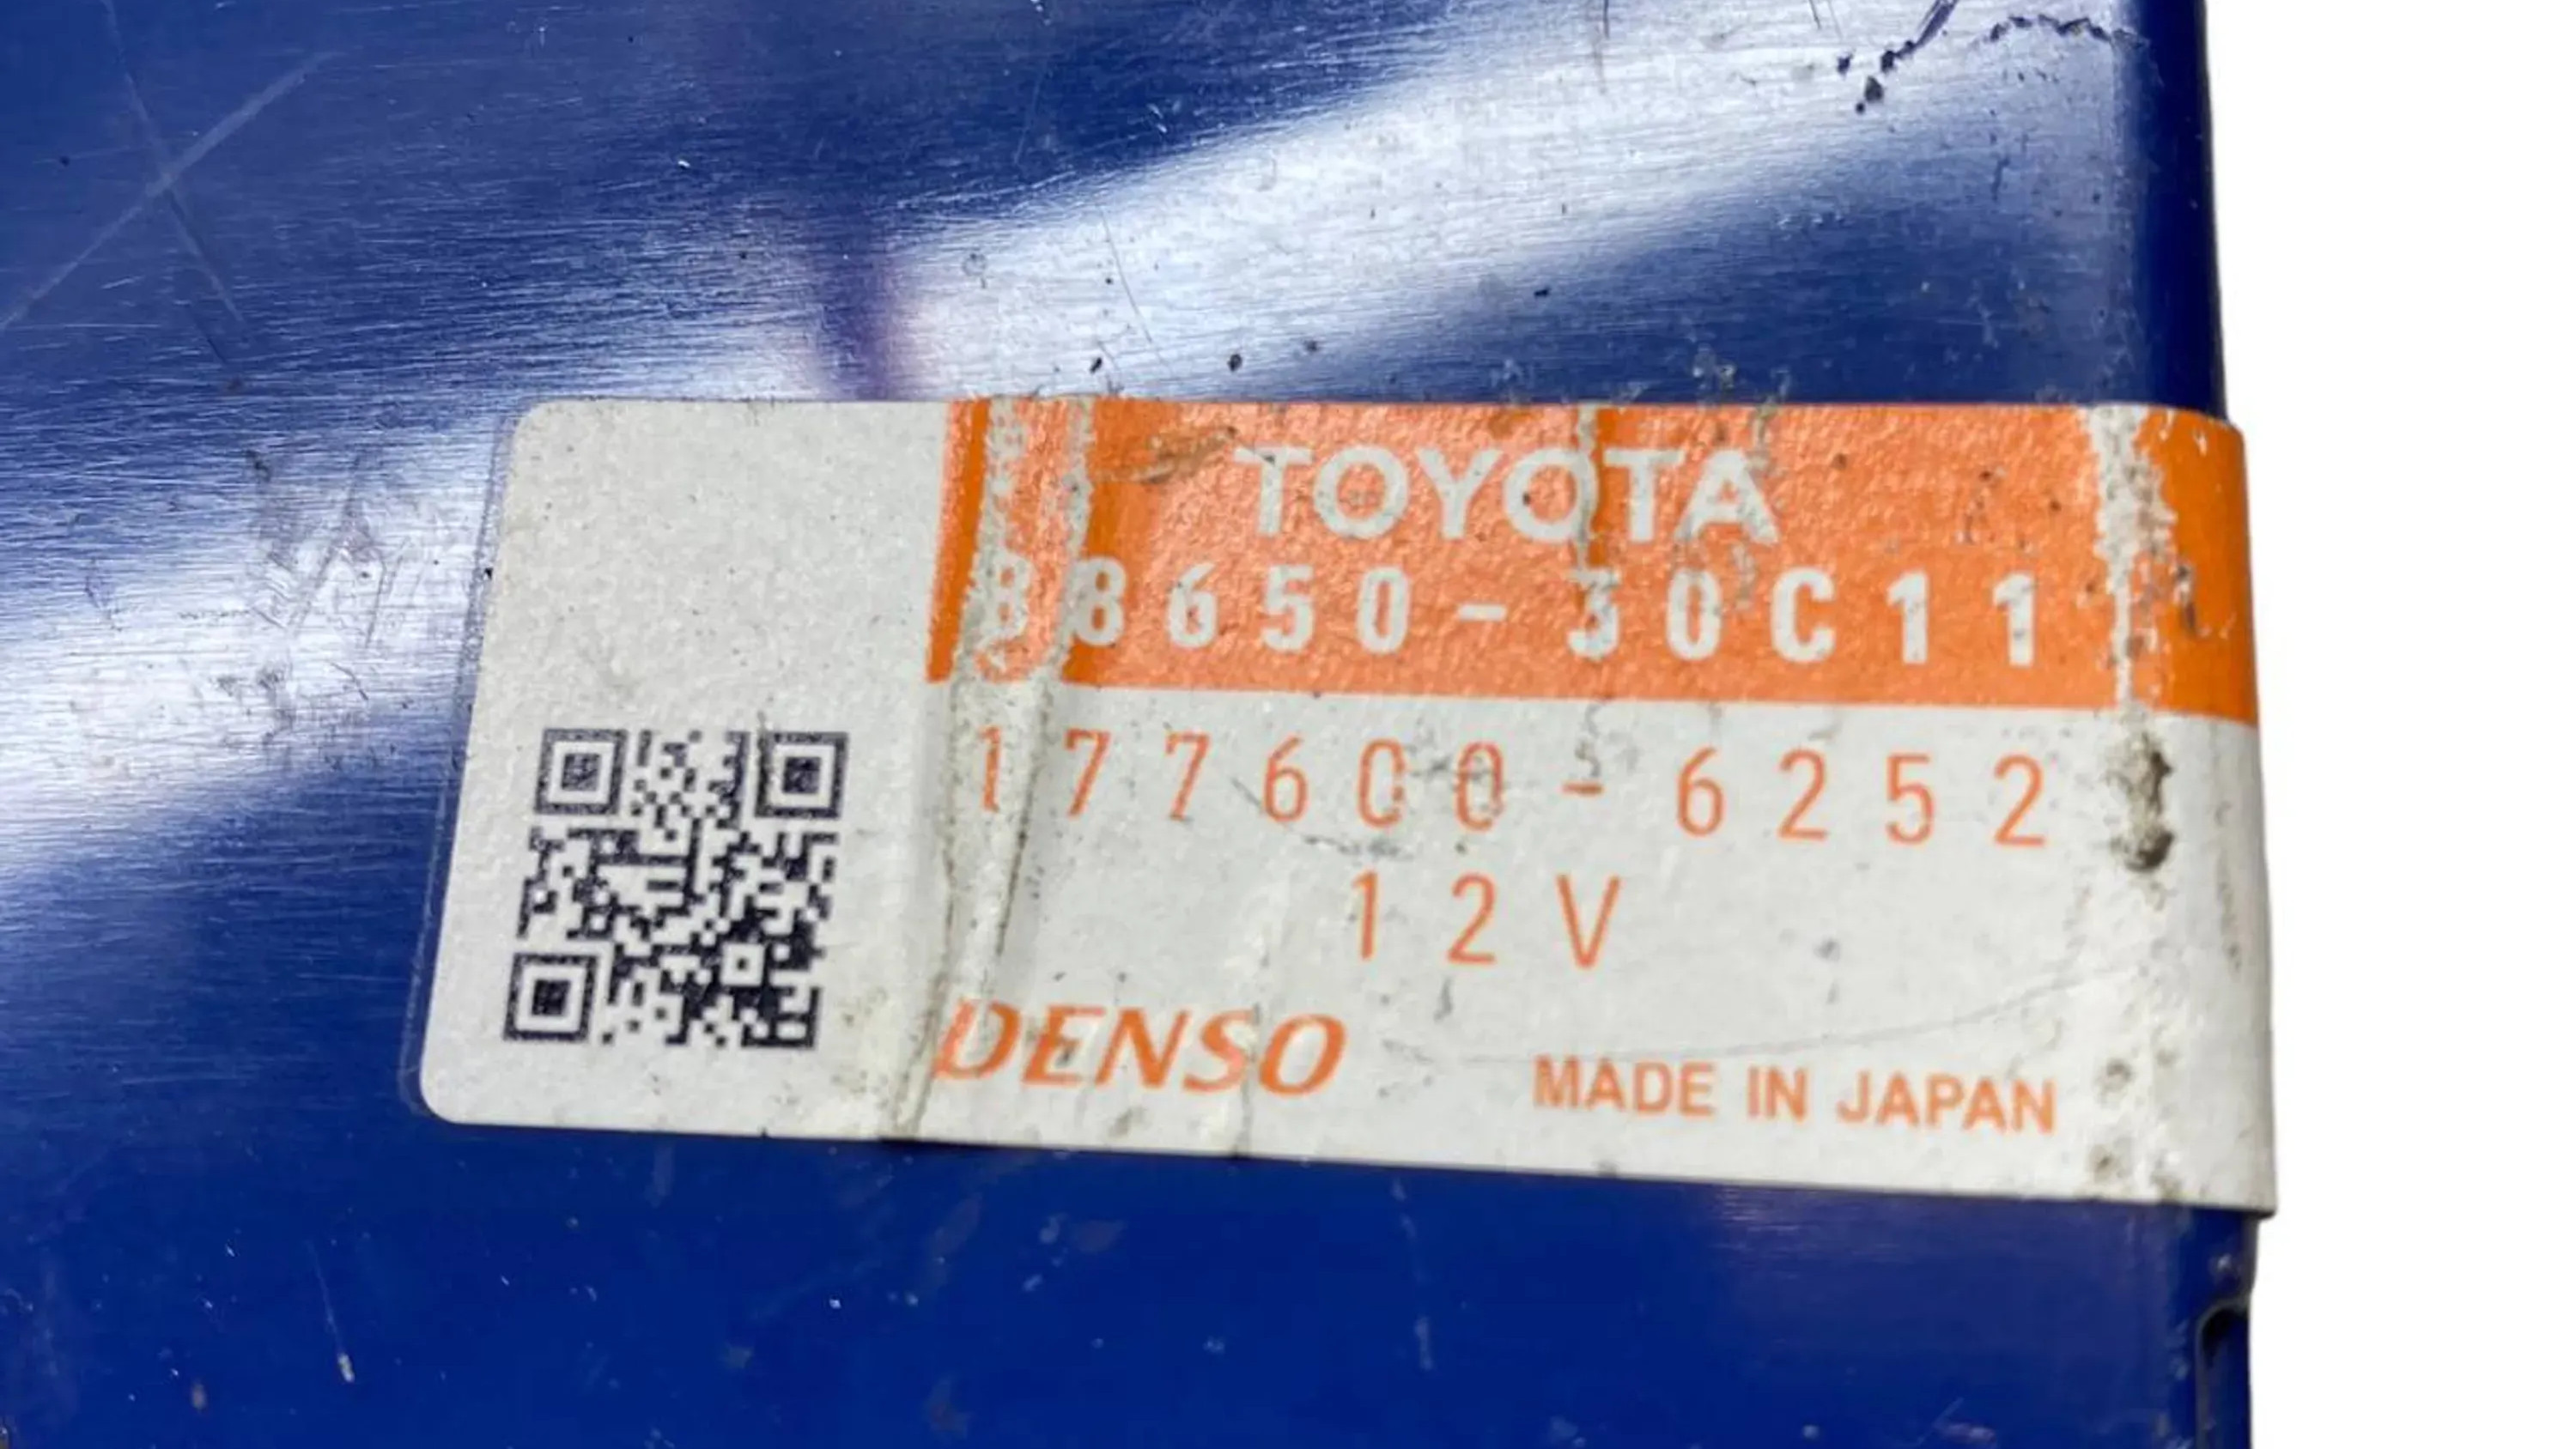 TOYOTA
88650-30C11
177600-6252
12V
DENSO MADE IN JAPAN